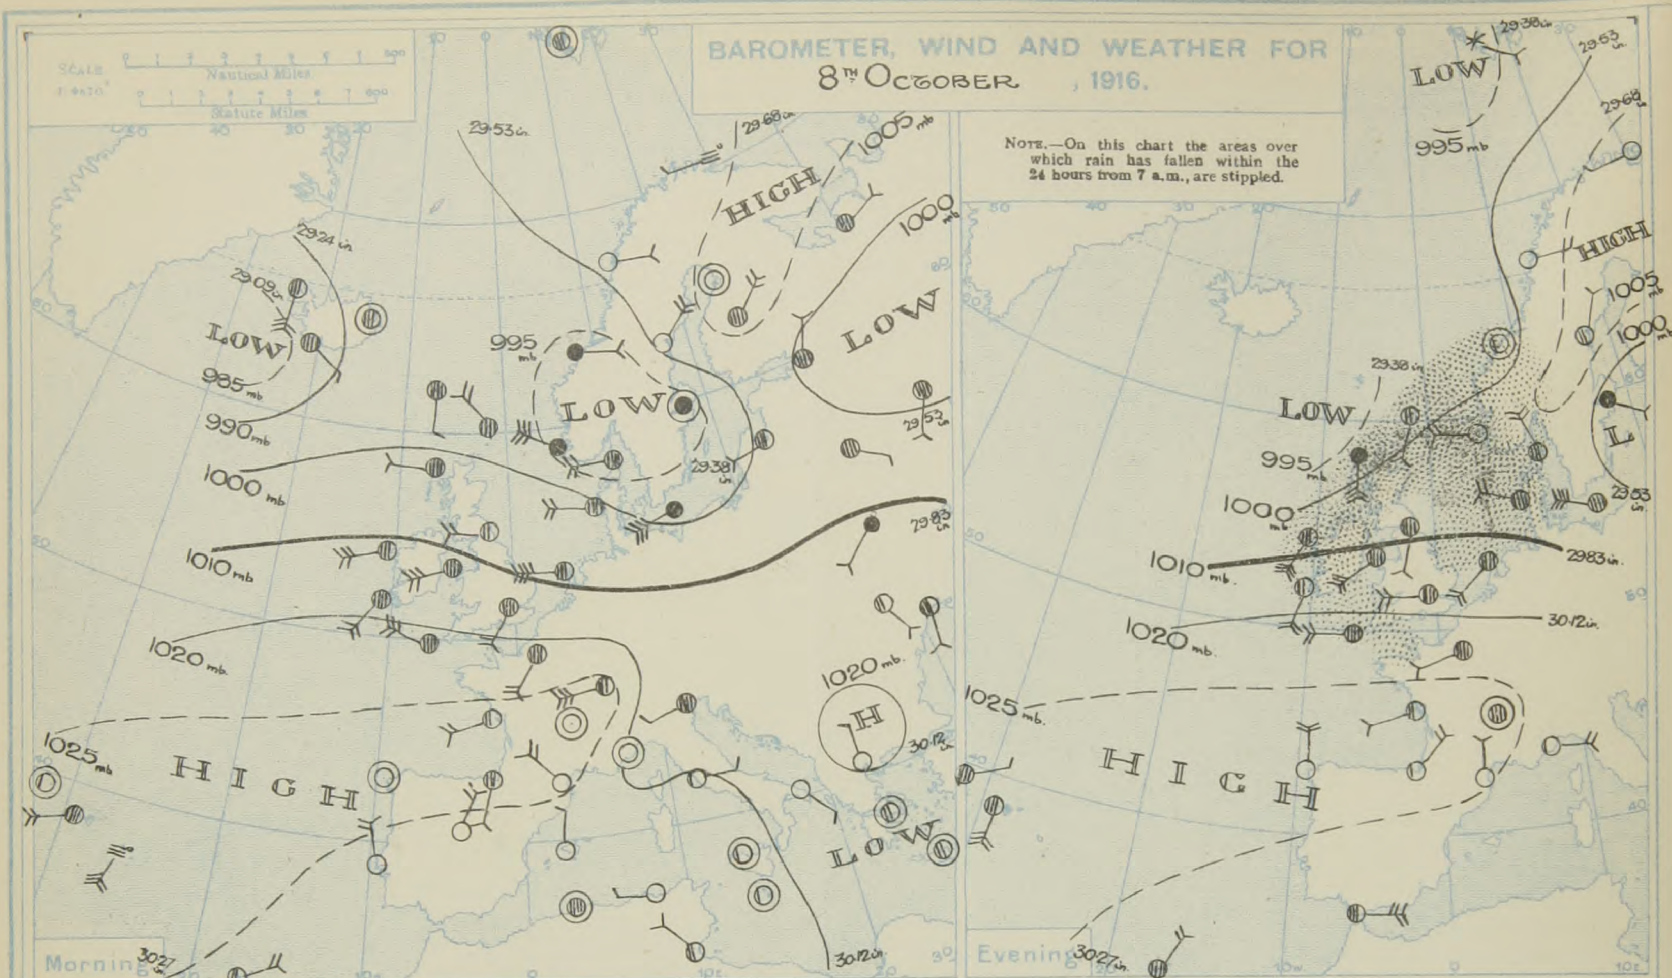 BAROMETER, WIND AND WEATHER FOR
8TH OCTOBER , 1916.
NOTE.—On this chart the areas over
which rain has fallen within the
24 hours from 7 a.m., are stippled.
SCALE
Nautical Miles
Statute Miles
29·53 in.
29·68 in.
1005 mb
HIGH
1000 mb
29·24 in
29·09 in
LOW
985 mb
990 mb
995 mb
LOW
LOW
29·53 in
29·38 in
1000 mb
1010 mb
29·83 in
1020 mb.
1020 mb.
H
30·12 in
1025 mb
HIGH
LOW
30·12 in
Morning
30·27 in
29·38 in
29·53 in
LOW
995 mb
29·68 in
HIGH
1005 mb
1000 mb
29·38 in
LOW
995 mb
1000 mb
L
29·53 in
1010 mb.
29·83 in.
1020 mb.
30·12 in.
1025 mb.
HIGH
Evening
30·27 in.